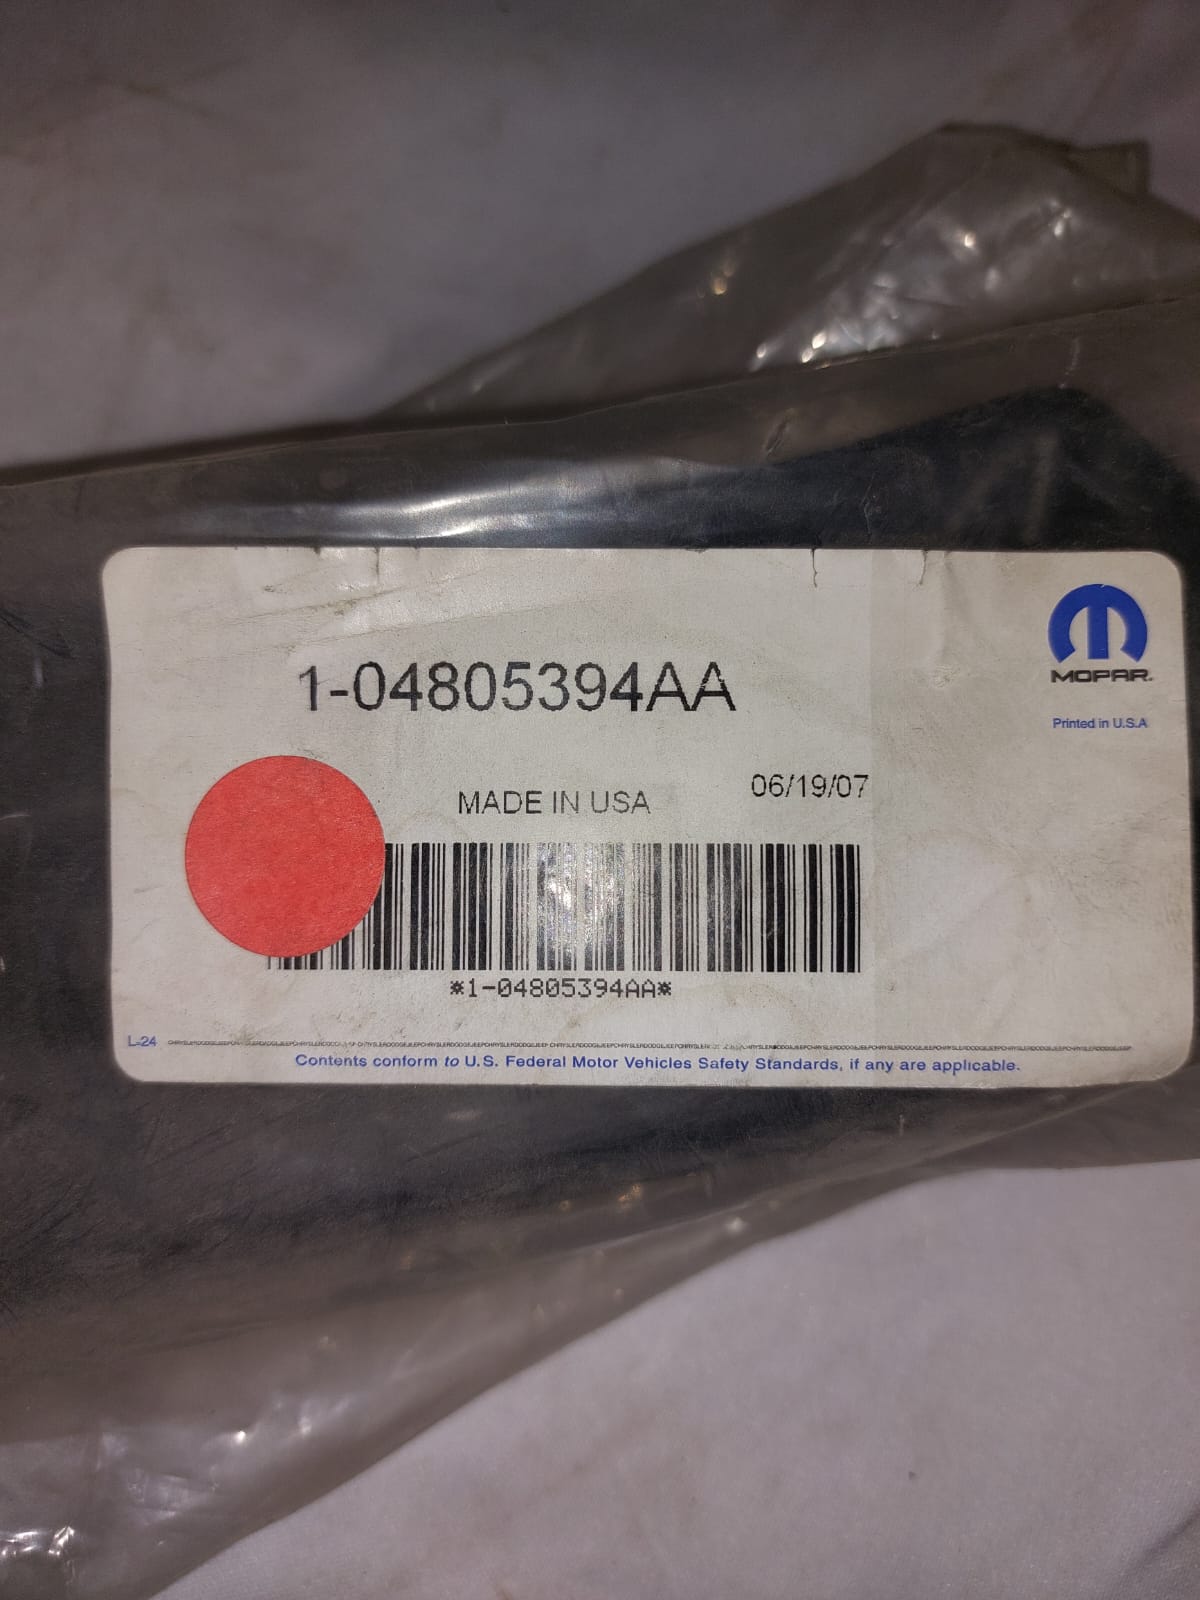 MOPAR.
Printed in U.S.A
1-04805394AA
06/19/07
MADE IN USA
*1-04805394AA*
L-24
Contents conform to U.S. Federal Motor Vehicles Safety Standards, if any are applicable.